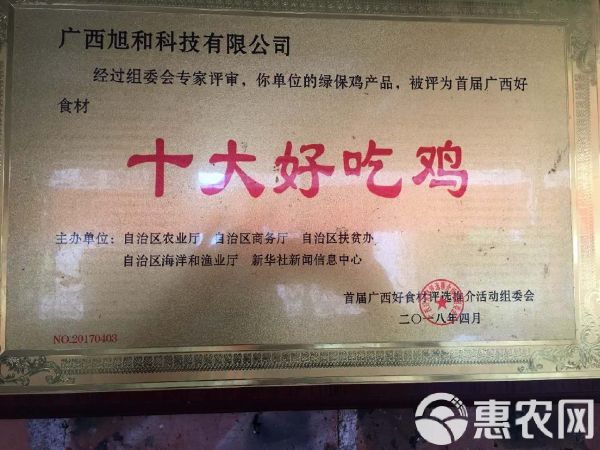 广西旭和科技有限公司
经过组委会专家评审，你单位的绿保鸡产品，被评为首届广西好
食材
十大好吃鸡
主办单位：自治区农业厅 自治区商务厅 自治区扶贫办
自治区海洋和渔业厅 新华社新闻信息中心
首届广西好食材评选推介活动组委会
二〇一八年四月
NO.20170403
惠农网